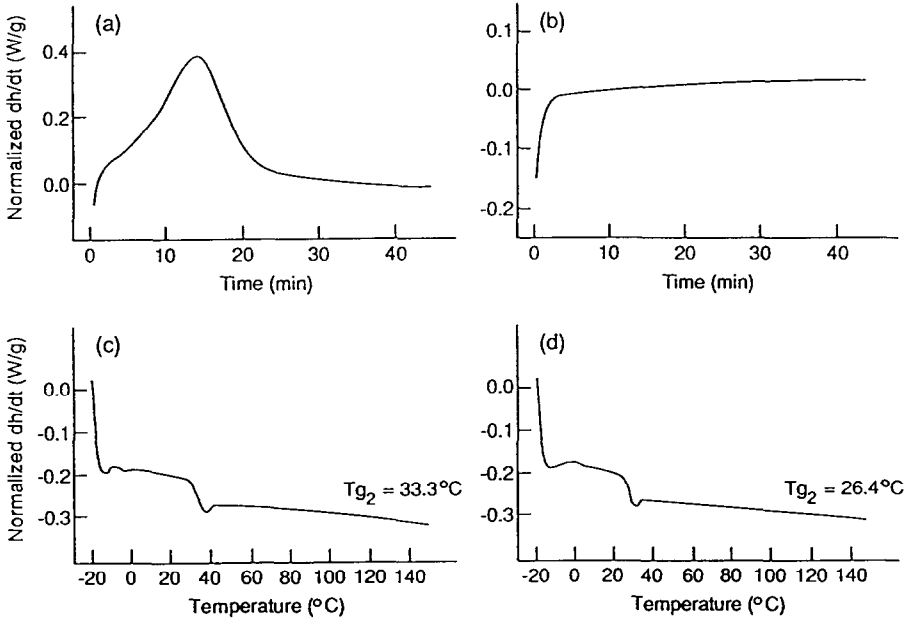 (a)
Normalized dh/dt (W/g)
0.4
0.2
0.0
0 10 20 30 40
Time (min)
(b)
0.1
0.0
-0.1
-0.2
0 10 20 30 40
Time (min)
(c)
Normalized dh/dt (W/g)
0.0
-0.1
-0.2
-0.3
Tg2 = 33.3°C
-20 0 20 40 60 80 100 120 140
Temperature (°C)
(d)
0.0
-0.1
-0.2
-0.3
Tg2 = 26.4°C
-20 0 20 40 60 80 100 120 140
Temperature (°C)